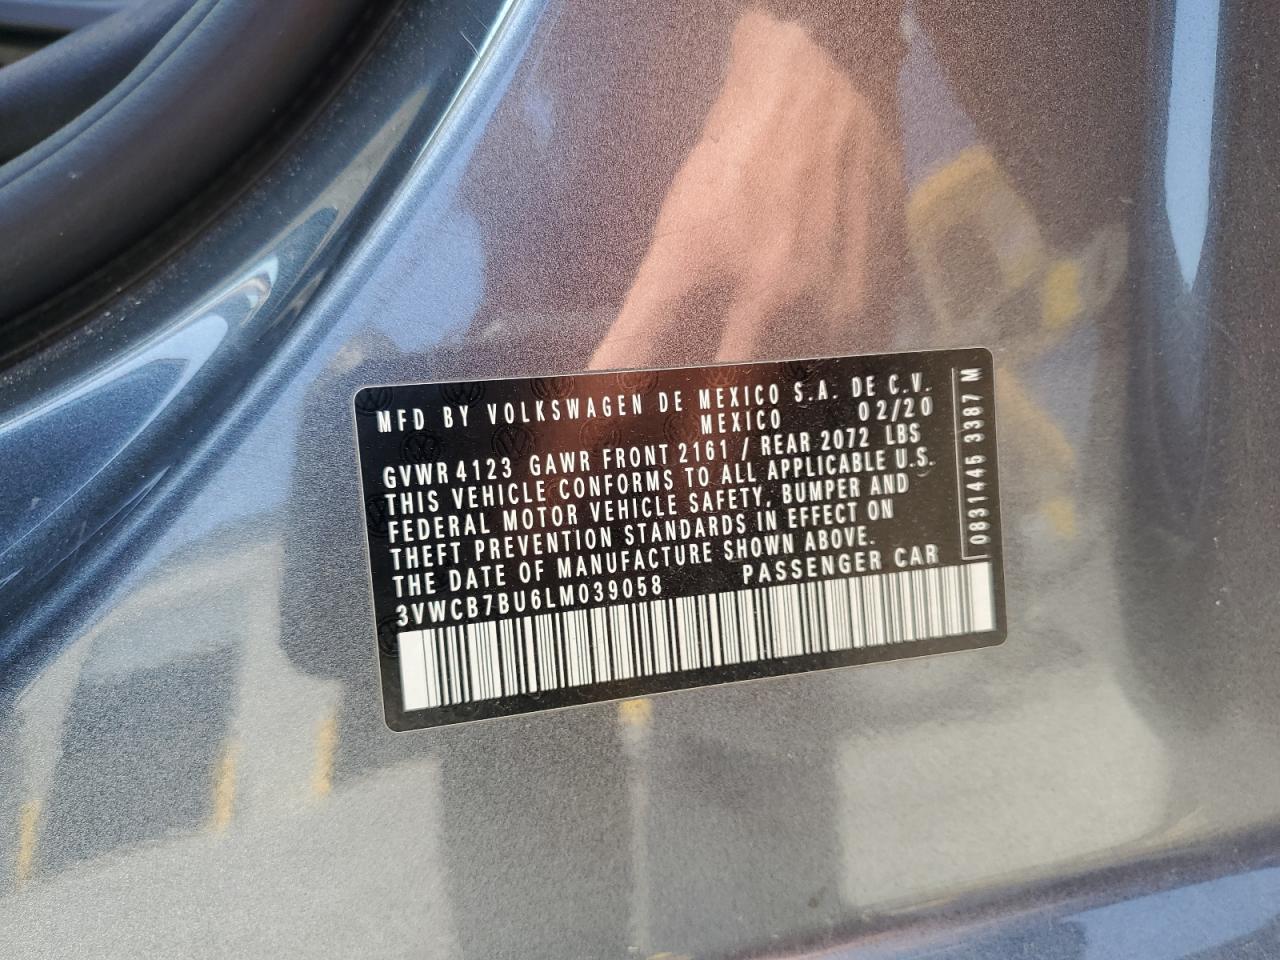 MFD BY VOLKSWAGEN DE MEXICO S.A. DE C.V.
MEXICO 02/20
GVWR 4123 GAWR FRONT 2161 / REAR 2072 LBS
THIS VEHICLE CONFORMS TO ALL APPLICABLE U.S.
FEDERAL MOTOR VEHICLE SAFETY, BUMPER AND
THEFT PREVENTION STANDARDS IN EFFECT ON
THE DATE OF MANUFACTURE SHOWN ABOVE.
3VWCB7BU6LM039058 PASSENGER CAR
0831445 3387 M